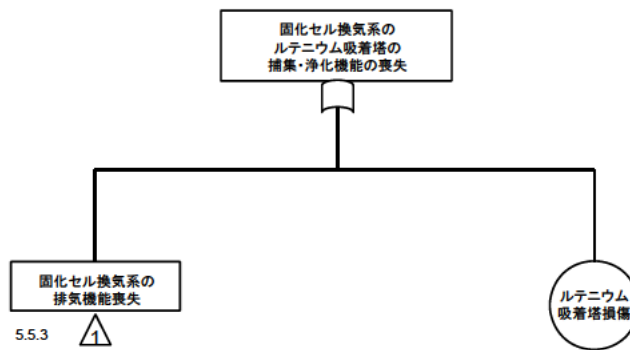 固化セル換気系の
ルテニウム吸着塔の
捕集・浄化機能の喪失
固化セル換気系の
排気機能喪失
ルテニウム
吸着塔損傷
5.5.3
1